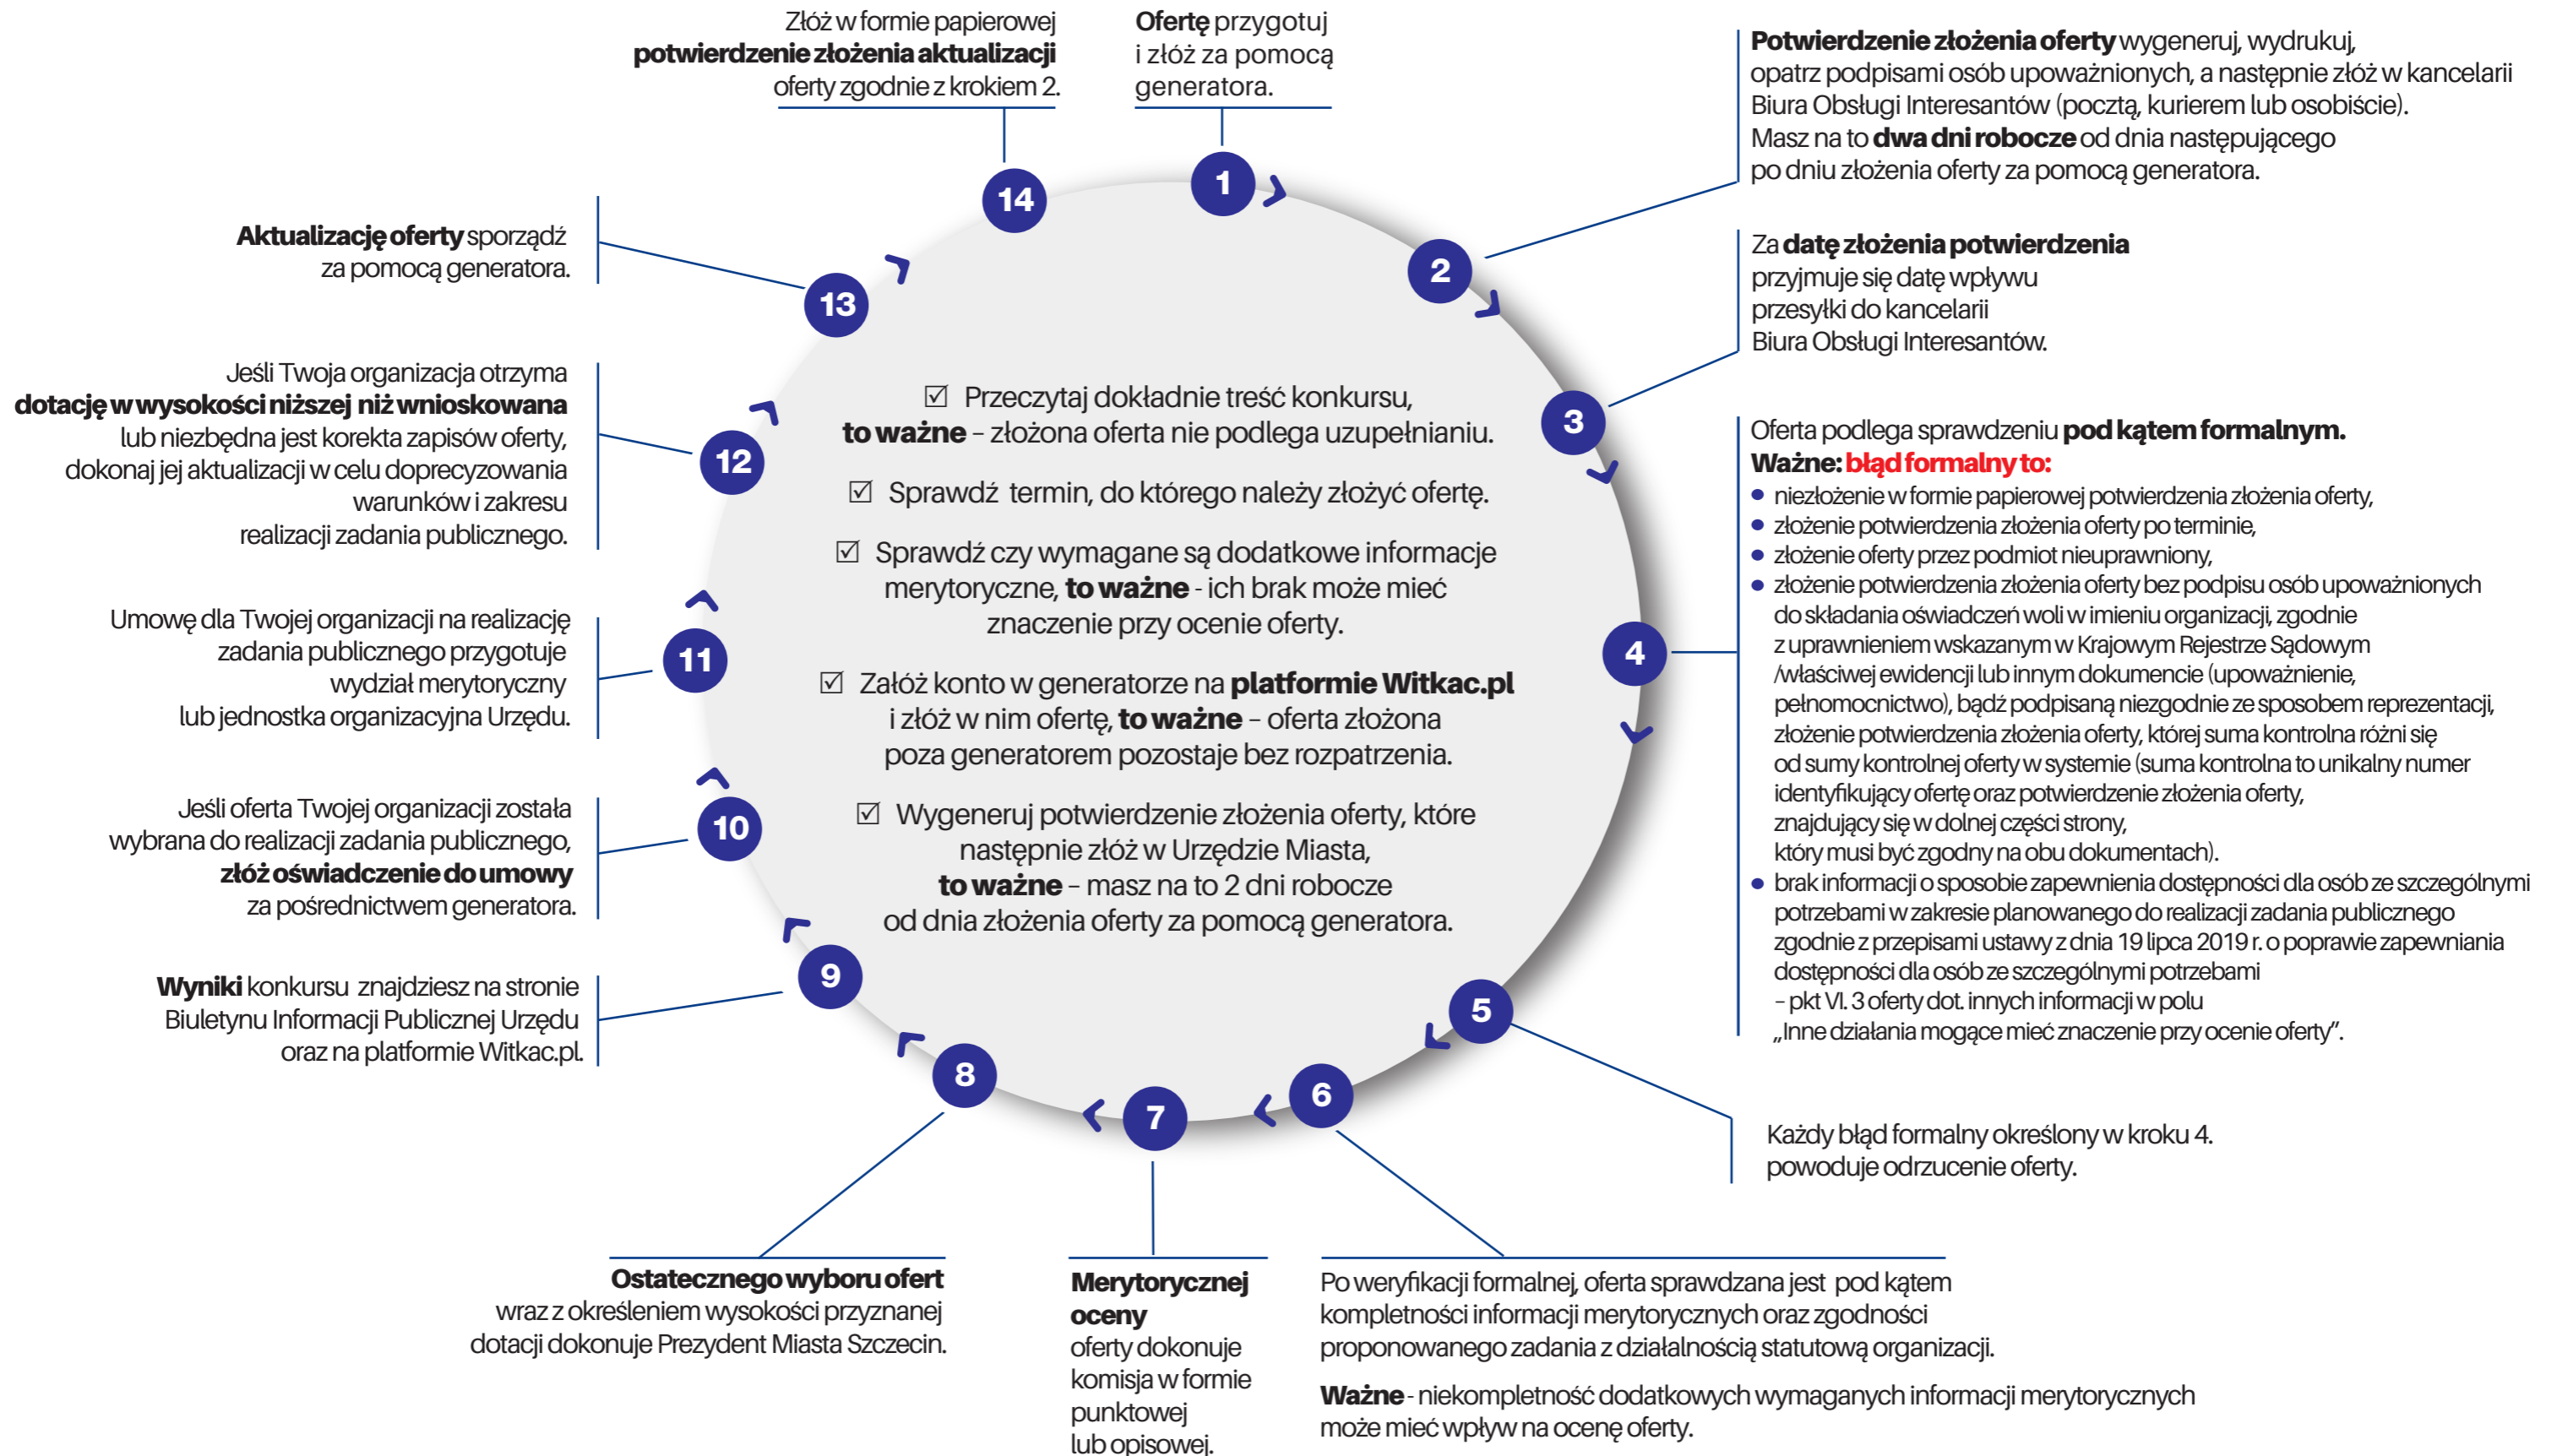 Ofertę przygotuj
i złóż za pomocą
generatora.
1
Potwierdzenie złożenia oferty wygeneruj, wydrukuj,
opatrz podpisami osób upoważnionych, a następnie złóż w kancelarii
Biura Obsługi Interesantów (pocztą, kurierem lub osobiście).
Masz na to dwa dni robocze od dnia następującego
po dniu złożenia oferty za pomocą generatora.
2
Za datę złożenia potwierdzenia
przyjmuje się datę wpływu
przesyłki do kancelarii
Biura Obsługi Interesantów.
3
Oferta podlega sprawdzeniu pod kątem formalnym.
Ważne: błąd formalny to:
• niezłożenie w formie papierowej potwierdzenia złożenia oferty,
• złożenie potwierdzenia złożenia oferty po terminie,
• złożenie oferty przez podmiot nieuprawniony,
• złożenie potwierdzenia złożenia oferty bez podpisu osób upoważnionych
do składania oświadczeń woli w imieniu organizacji, zgodnie
z uprawnieniem wskazanym w Krajowym Rejestrze Sądowym
/właściwej ewidencji lub innym dokumencie (upoważnienie,
pełnomocnictwo), bądź podpisaną niezgodnie ze sposobem reprezentacji,
złożenie potwierdzenia złożenia oferty, której suma kontrolna różni się
od sumy kontrolnej oferty w systemie (suma kontrolna to unikalny numer
identyfikujący ofertę oraz potwierdzenie złożenia oferty,
znajdujący się w dolnej części strony,
który musi być zgodny na obu dokumentach).
• brak informacji o sposobie zapewnienia dostępności dla osób ze szczególnymi
potrzebami w zakresie planowanego do realizacji zadania publicznego
zgodnie z przepisami ustawy z dnia 19 lipca 2019 r. o poprawie zapewniania
dostępności dla osób ze szczególnymi potrzebami
– pkt VI. 3 oferty dot. innych informacji w polu
„Inne działania mogące mieć znaczenie przy ocenie oferty”.
4
Każdy błąd formalny określony w kroku 4.
powoduje odrzucenie oferty.
5
Po weryfikacji formalnej, oferta sprawdzana jest pod kątem
kompletności informacji merytorycznych oraz zgodności
proponowanego zadania z działalnością statutową organizacji.
Ważne - niekompletność dodatkowych wymaganych informacji merytorycznych
może mieć wpływ na ocenę oferty.
6
Merytorycznej
oceny
oferty dokonuje
komisja w formie
punktowej
lub opisowej.
7
Ostatecznego wyboru ofert
wraz z określeniem wysokości przyznanej
dotacji dokonuje Prezydent Miasta Szczecin.
8
Wyniki konkursu znajdziesz na stronie
Biuletynu Informacji Publicznej Urzędu
oraz na platformie Witkac.pl.
9
Jeśli oferta Twojej organizacji została
wybrana do realizacji zadania publicznego,
złóż oświadczenie do umowy
za pośrednictwem generatora.
10
Umowę dla Twojej organizacji na realizację
zadania publicznego przygotuje
wydział merytoryczny
lub jednostka organizacyjna Urzędu.
11
Jeśli Twoja organizacja otrzyma
dotację w wysokości niższej niż wnioskowana
lub niezbędna jest korekta zapisów oferty,
dokonaj jej aktualizacji w celu doprecyzowania
warunków i zakresu
realizacji zadania publicznego.
12
Aktualizację oferty sporządź
za pomocą generatora.
13
Złóż w formie papierowej
potwierdzenie złożenia aktualizacji
oferty zgodnie z krokiem 2.
14
☑ Przeczytaj dokładnie treść konkursu,
to ważne – złożona oferta nie podlega uzupełnianiu.
☑ Sprawdź termin, do którego należy złożyć ofertę.
☑ Sprawdź czy wymagane są dodatkowe informacje
merytoryczne, to ważne - ich brak może mieć
znaczenie przy ocenie oferty.
☑ Załóż konto w generatorze na platformie Witkac.pl
i złóż w nim ofertę, to ważne – oferta złożona
poza generatorem pozostaje bez rozpatrzenia.
☑ Wygeneruj potwierdzenie złożenia oferty, które
następnie złóż w Urzędzie Miasta,
to ważne – masz na to 2 dni robocze
od dnia złożenia oferty za pomocą generatora.